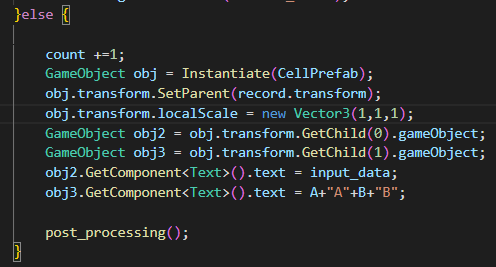 }else {
count +=1;
GameObject obj = Instantiate(CellPrefab);
obj.transform.SetParent(record.transform);
obj.transform.localScale = new Vector3(1,1,1);
GameObject obj2 = obj.transform.GetChild(0).gameObject;
GameObject obj3 = obj.transform.GetChild(1).gameObject;
obj2.GetComponent<Text>().text = input_data;
obj3.GetComponent<Text>().text = A+"A"+B+"B";
post_processing();
}